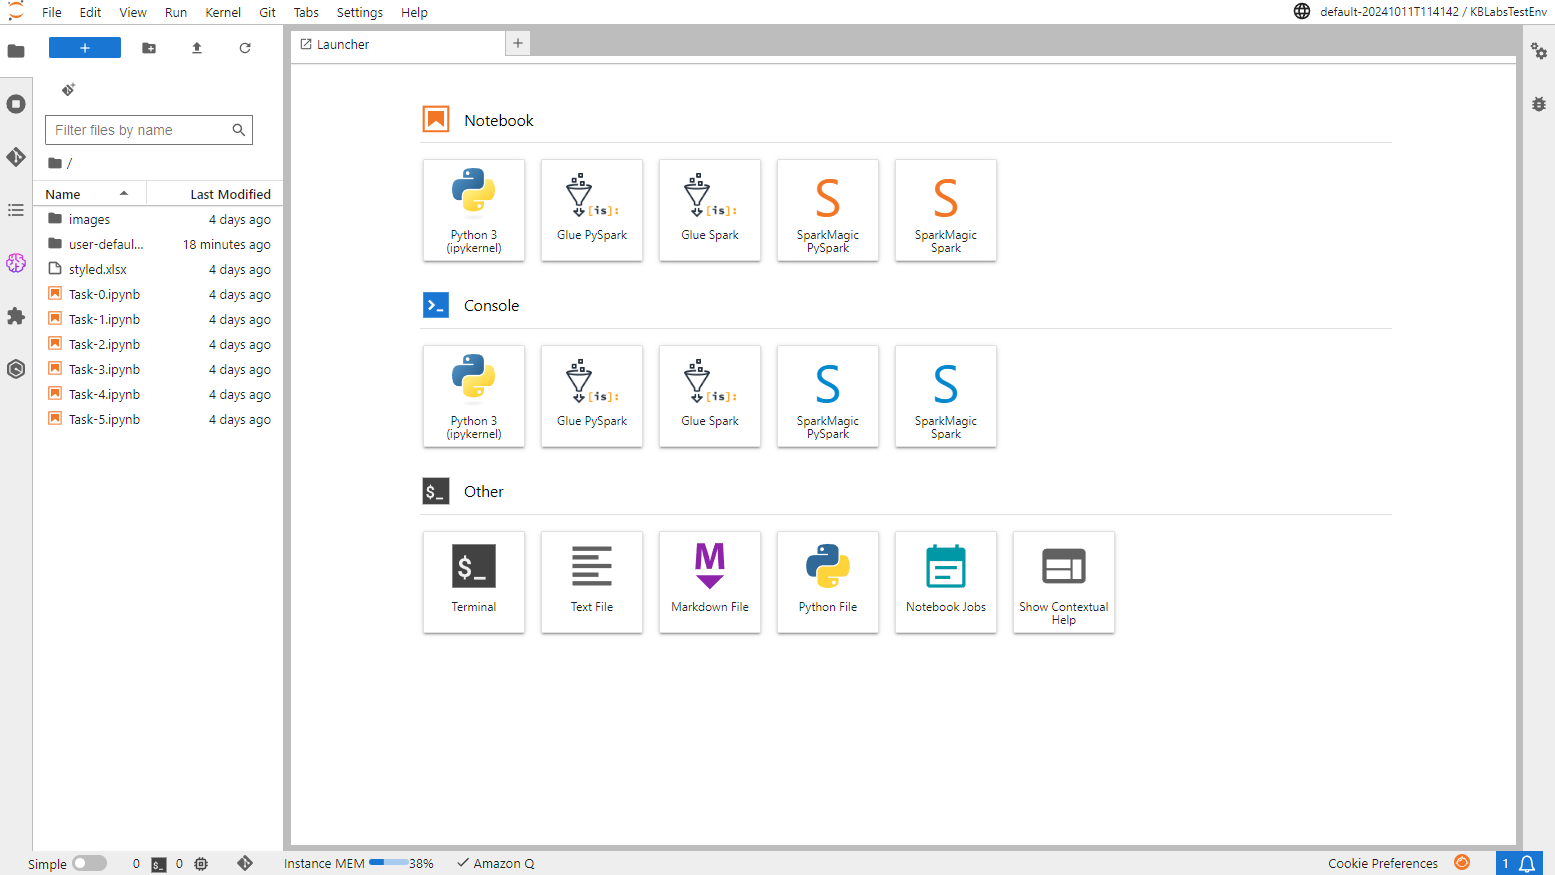 File Edit View Run Kernel Git Tabs Settings Help default-20241011T114142 / KBLabsTestEnv
Launcher
Filter files by name
/
Name Last Modified
images 4 days ago
user-defaul... 18 minutes ago
styled.xlsx 4 days ago
Task-0.ipynb 4 days ago
Task-1.ipynb 4 days ago
Task-2.ipynb 4 days ago
Task-3.ipynb 4 days ago
Task-4.ipynb 4 days ago
Task-5.ipynb 4 days ago
Notebook
Python 3
(ipykernel)
[is]:
Glue PySpark
[is]:
Glue Spark
S
SparkMagic
PySpark
S
SparkMagic
Spark
Console
Python 3
(ipykernel)
[is]:
Glue PySpark
[is]:
Glue Spark
S
SparkMagic
PySpark
S
SparkMagic
Spark
$_ Other
$_
Terminal
Text File
M
Markdown File
Python File
Notebook Jobs
Show Contextual
Help
Simple 0 $_ 0 Instance MEM 38% Amazon Q Cookie Preferences 1